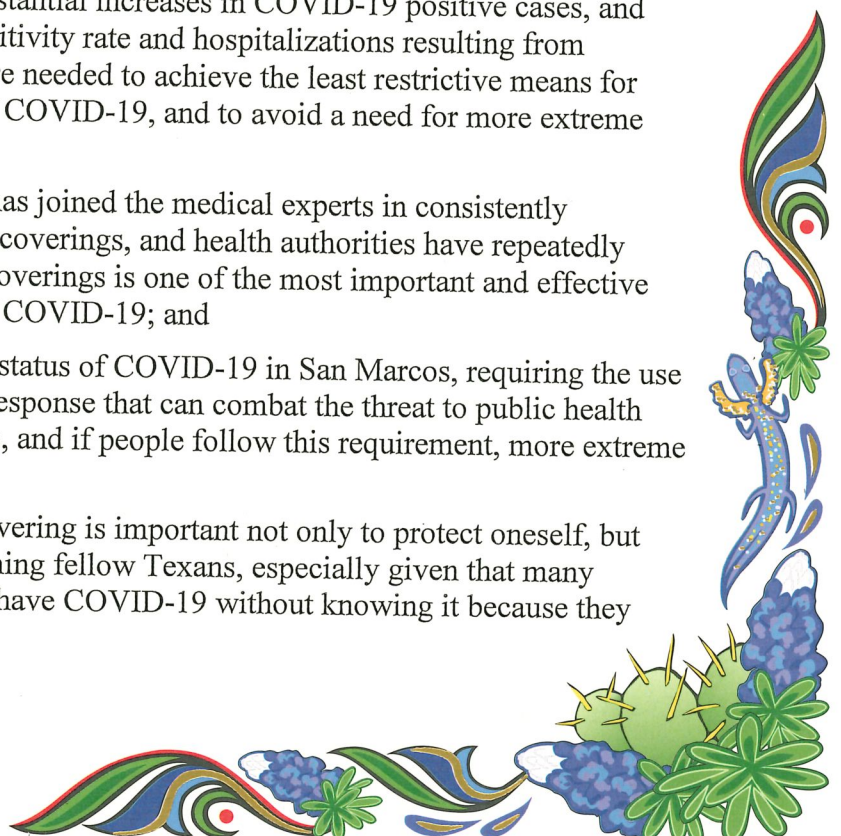 increases in COVID-19 positive cases, and
itivity rate and hospitalizations resulting from
e needed to achieve the least restrictive means for
COVID-19, and to avoid a need for more extreme
as joined the medical experts in consistently
coverings, and health authorities have repeatedly
overings is one of the most important and effective
COVID-19; and
status of COVID-19 in San Marcos, requiring the use
esponse that can combat the threat to public health
, and if people follow this requirement, more extreme
vering is important not only to protect oneself, but
ing fellow Texans, especially given that many
have COVID-19 without knowing it because they